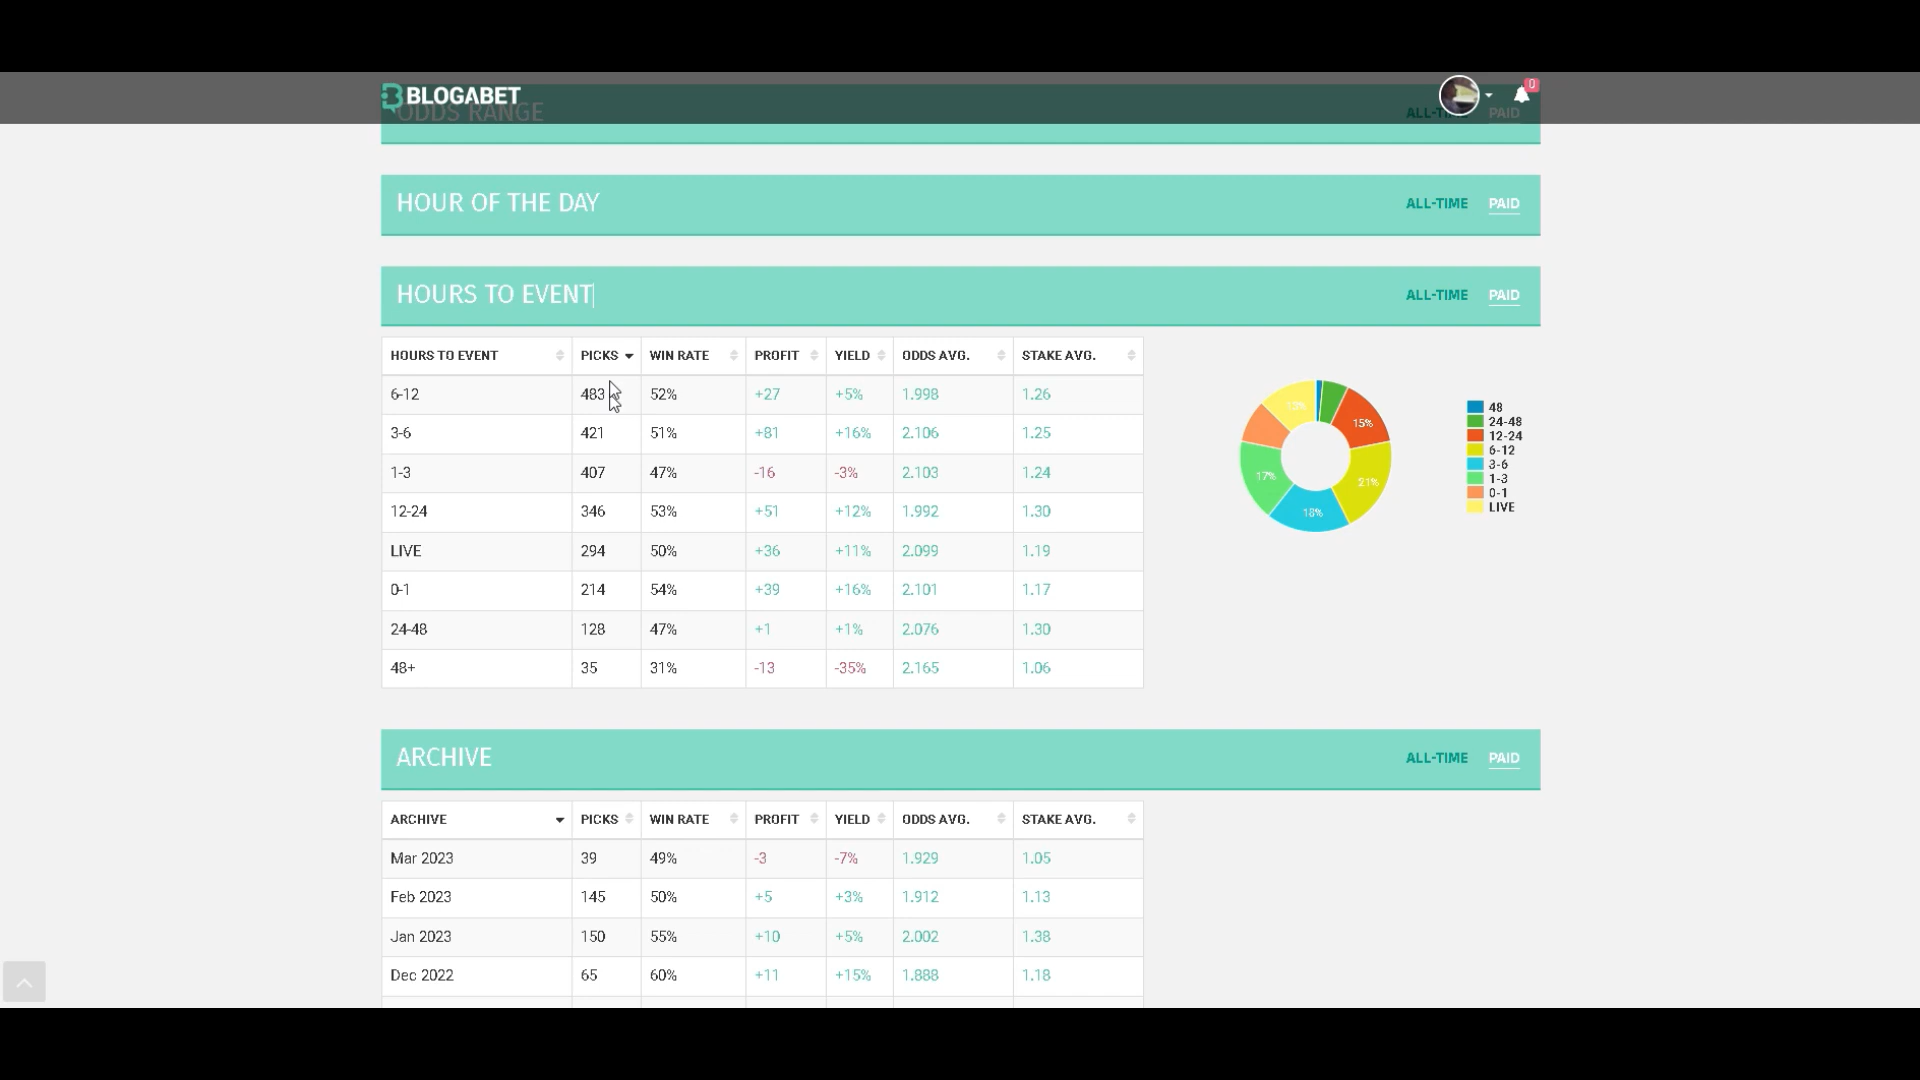 BLOGABET
0
ODDS RANGE ALL-TIME PAID
HOUR OF THE DAY ALL-TIME PAID
HOURS TO EVENT ALL-TIME PAID
HOURS TO EVENT PICKS WIN RATE PROFIT YIELD ODDS AVG. STAKE AVG.
6-12 483 52% +27 +5% 1.998 1.26
3-6 421 51% +81 +16% 2.106 1.25
1-3 407 47% -16 -3% 2.103 1.24
12-24 346 53% +51 +12% 1.992 1.30
LIVE 294 50% +36 +11% 2.099 1.19
0-1 214 54% +39 +16% 2.101 1.17
24-48 128 47% +1 +1% 2.076 1.30
48+ 35 31% -13 -35% 2.165 1.06
13%
15%
17%
21%
18%
48
24-48
12-24
6-12
3-6
1-3
0-1
LIVE
ARCHIVE ALL-TIME PAID
ARCHIVE PICKS WIN RATE PROFIT YIELD ODDS AVG. STAKE AVG.
Mar 2023 39 49% -3 -7% 1.929 1.05
Feb 2023 145 50% +5 +3% 1.912 1.13
Jan 2023 150 55% +10 +5% 2.002 1.38
Dec 2022 65 60% +11 +15% 1.888 1.18